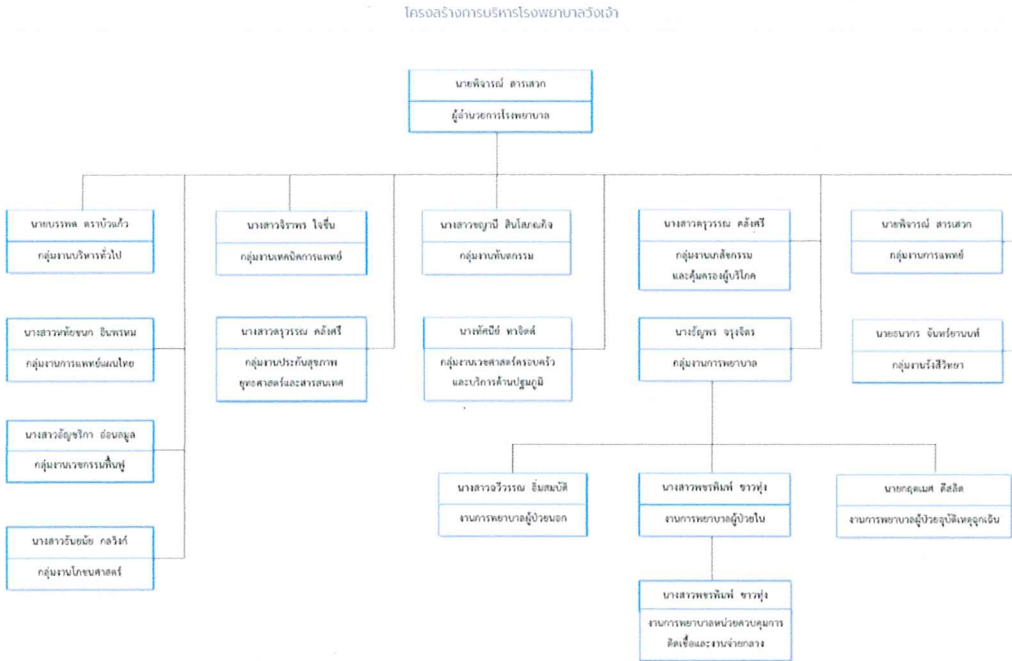 โครงสร้างการบริหารโรงพยาบาลวังเจ้า
นายพิจารณ์ สารเสวก
ผู้อำนวยการโรงพยาบาล
นายบรรพต ตราบัวแก้ว
กลุ่มงานบริหารทั่วไป
นางสาวจิราพร ใจชื่น
กลุ่มงานเทคนิคการแพทย์
นางสาวชญานี สินโสภณกิจ
กลุ่มงานทันตกรรม
นางสาวดรุวรรณ คลังศรี
กลุ่มงานเภสัชกรรม
และคุ้มครองผู้บริโภค
นายพิจารณ์ สารเสวก
กลุ่มงานการแพทย์
นางสาวหทัยชนก อินพรหม
กลุ่มงานการแพทย์แผนไทย
นางสาวดรุวรรณ คลังศรี
กลุ่มงานประกันสุขภาพ
ยุทธศาสตร์และสารสนเทศ
นางทัศนีย์ ทาจิตต์
กลุ่มงานเวชศาสตร์ครอบครัว
และบริการด้านปฐมภูมิ
นางธัญพร จรุงจิตร
กลุ่มงานการพยาบาล
นายธนากร จันทร์ยานนท์
กลุ่มงานรังสีวิทยา
นางสาวอัญชริกา อ่อนละมูล
กลุ่มงานเวชกรรมฟื้นฟู
นางสาวฉวีวรรณ อิ่มสมบัติ
งานการพยาบาลผู้ป่วยนอก
นางสาวพชรพิมพ์ ขาวทุ่ง
งานการพยาบาลผู้ป่วยใน
นายกฤตเมศ ดีสลิด
งานการพยาบาลผู้ป่วยอุบัติเหตุฉุกเฉิน
นางสาวธันยนัย กลวิงก์
กลุ่มงานโภชนศาสตร์
นางสาวพชรพิมพ์ ขาวทุ่ง
งานการพยาบาลหน่วยควบคุมการ
ติดเชื้อและงานจ่ายกลาง